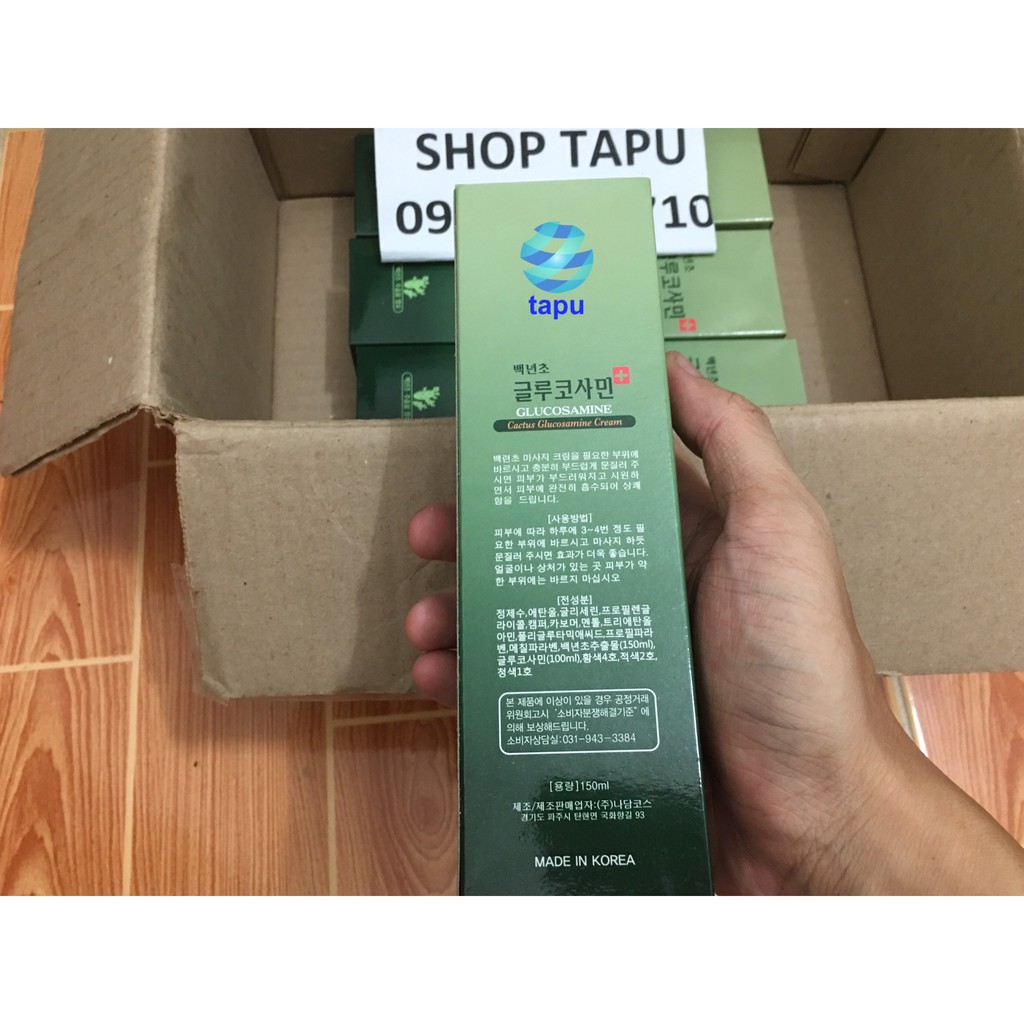 SHOP TAPU
09 710
tapu
백년초
글루코사민
GLUCOSAMINE
Cactus Glucosamine Cream
백련초 마사지 크림을 필요한 부위에
바르시고 충분히 부드럽게 문질러 주
시면 피부가 부드러워지고 시원하
면서 피부에 완전히 흡수되어 상쾌
함을 드립니다.
[사용방법]
피부에 따라 하루에 3~4번 졍도 필
요한 부위에 바르시고 마사지 하듯
문질러 주시면 효과가 더욱 좋습니다.
얼굴이나 상처가 있는 곳 피부가 약
한 부위에는 바르지 마십시오
[전성분]
정제수,에탄올,글리세린,프로필렌글
라이콜,캠퍼,카보머,멘톨,트리에탄올
아민,폴리글루타믹애씨드,프로필파라
벤,메칠파라벤,백년초추출물(150ml),
글루코사민(100ml),황색4호,적색2호,
청색1호
본 제품에 이상이 있을 경우 공정거래
위원회고시 '소비자분쟁해결기준' 에
의해 보상해드립니다.
소비자상담실:031-943-3384
[용량]150ml
제조/제조판매업자:(주)나담코스
경기도 파주시 탄현면 국화향길 93
MADE IN KOREA
년초
루코사민
백년초